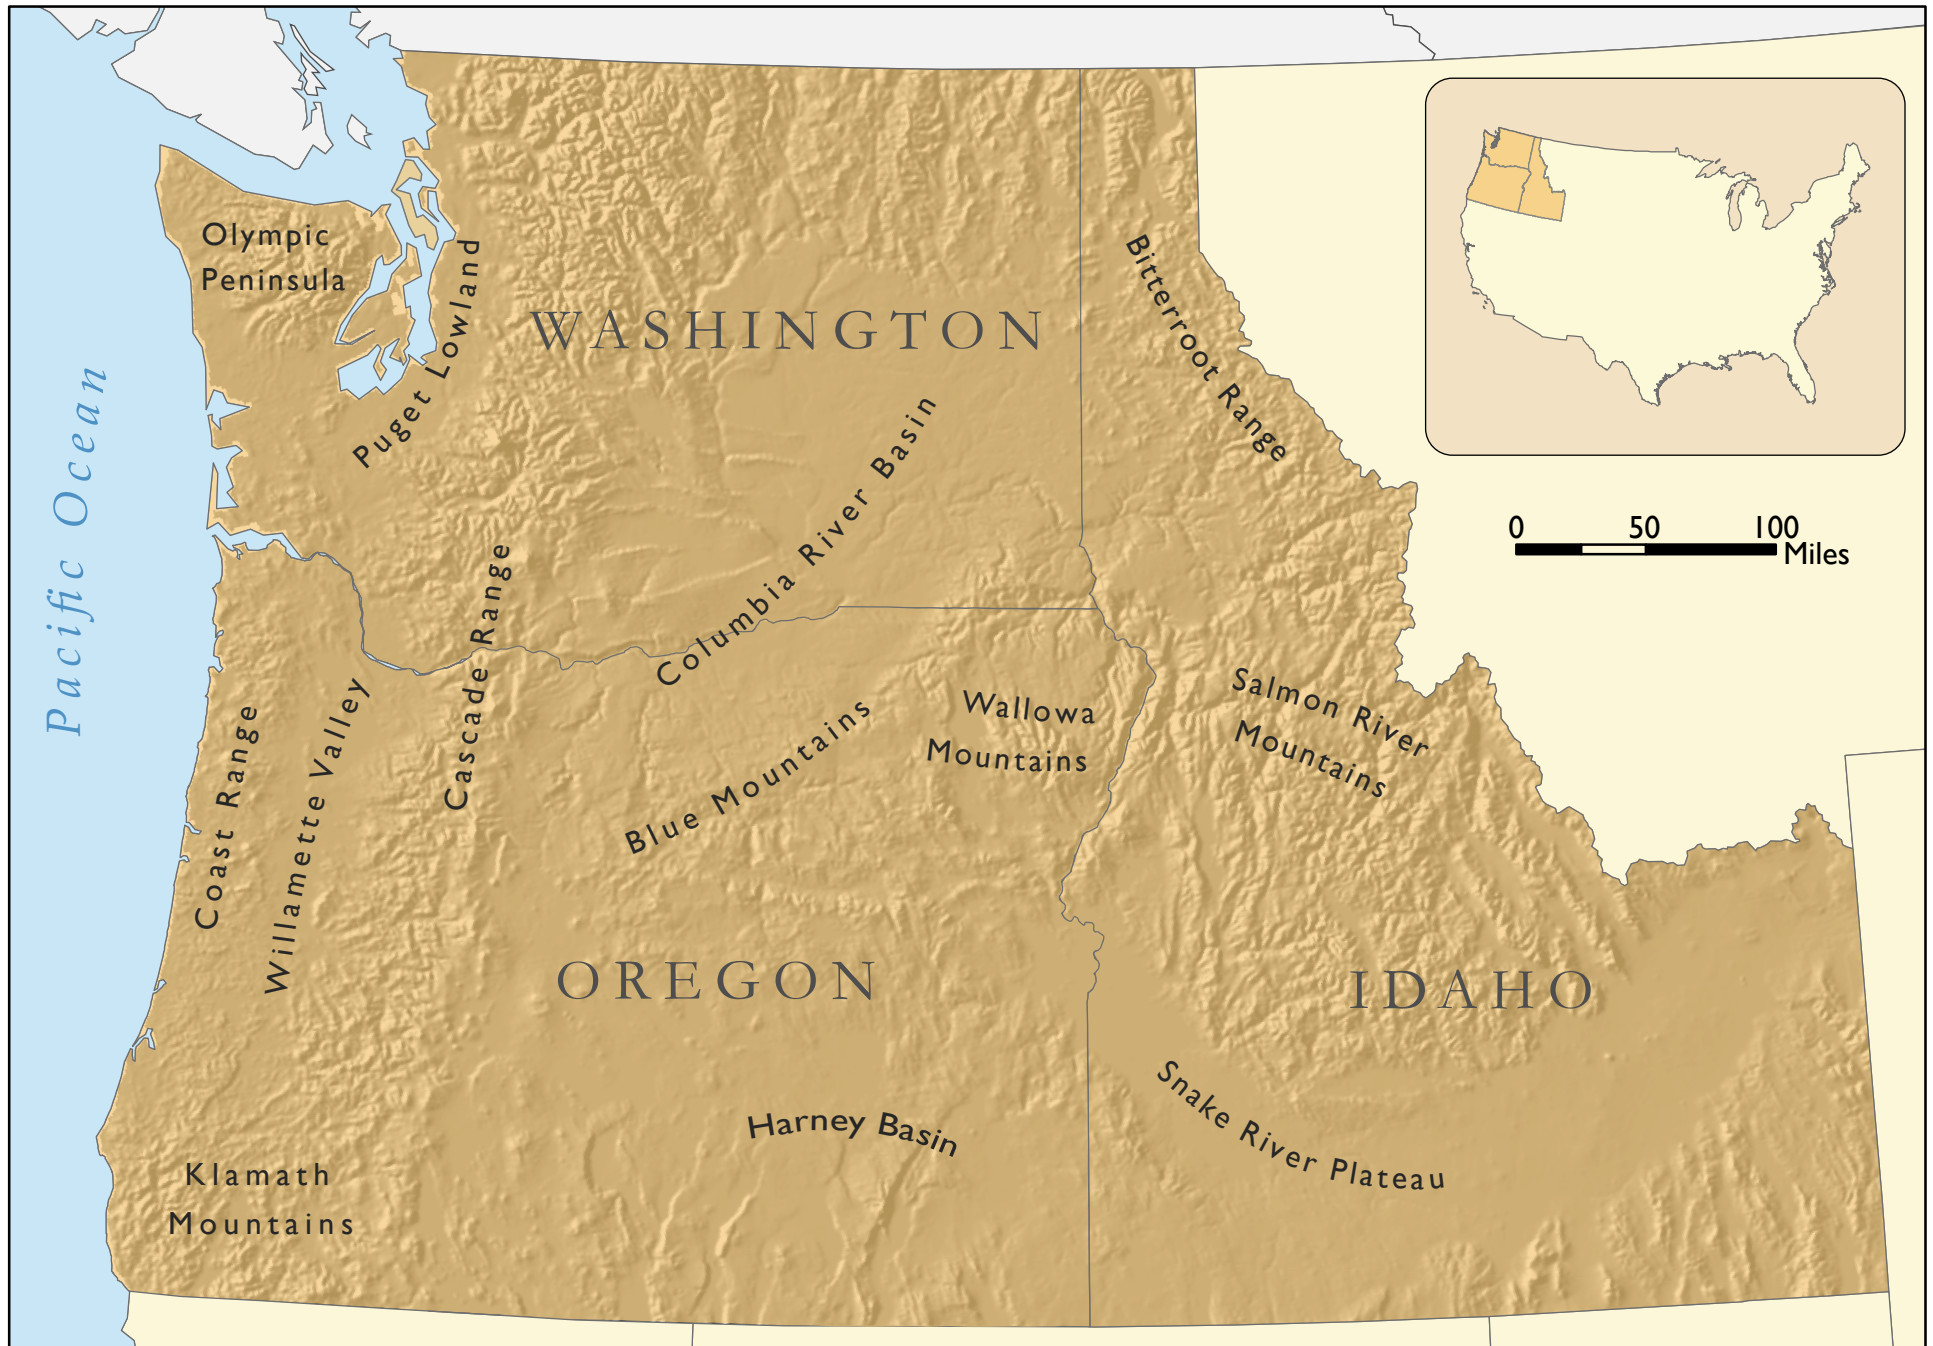 Olympic
Peninsula
Puget Lowland
WASHINGTON
Bitterroot Range
Pacific Ocean
Columbia River Basin
0 50 100
Miles
Cascade Range
Coast Range
Willamette Valley
Blue Mountains
Wallowa
Mountains
Salmon River
Mountains
OREGON
IDAHO
Harney Basin
Snake River Plateau
Klamath
Mountains